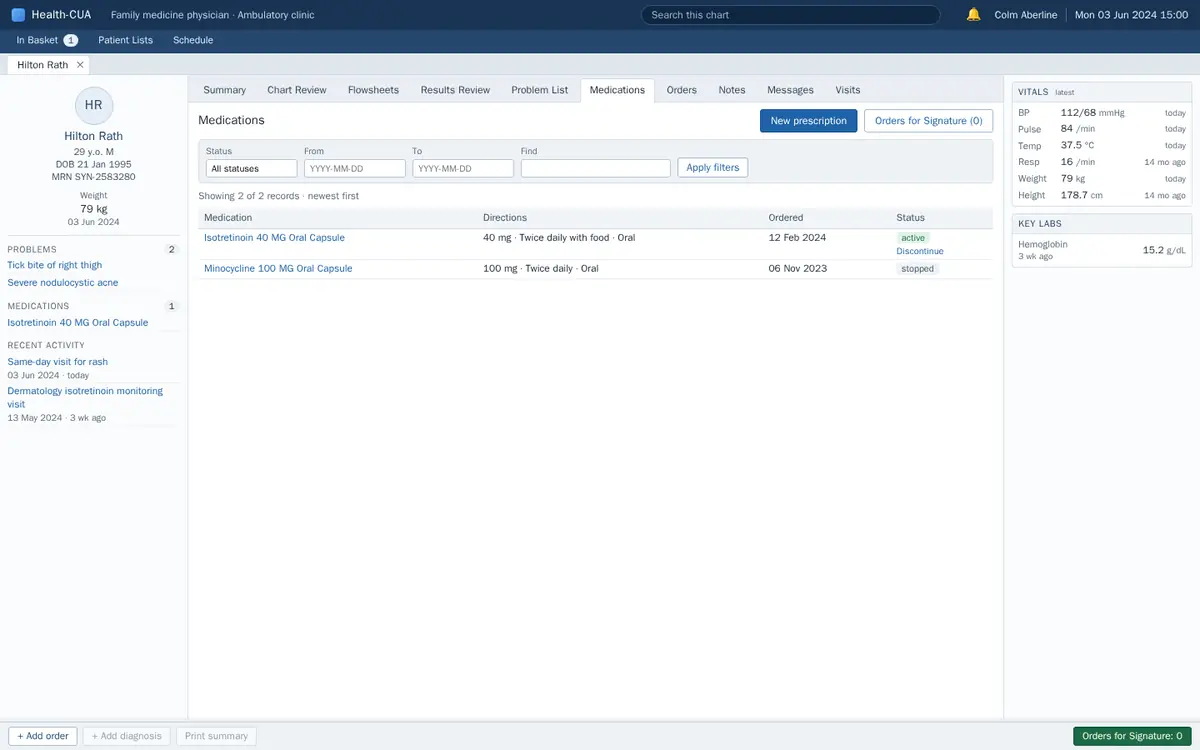 Health-CUA Family medicine physician · Ambulatory clinic Search this chart Colm Aberline Mon 03 Jun 2024 15:00
In Basket 1 Patient Lists Schedule
Hilton Rath ✕
HR
Hilton Rath
29 y.o. M
DOB 21 Jan 1995
MRN SYN-2583280
Weight
79 kg
03 Jun 2024
PROBLEMS 2
Tick bite of right thigh
Severe nodulocystic acne
MEDICATIONS 1
Isotretinoin 40 MG Oral Capsule
RECENT ACTIVITY
Same-day visit for rash
03 Jun 2024 · today
Dermatology isotretinoin monitoring
visit
13 May 2024 · 3 wk ago
Summary Chart Review Flowsheets Results Review Problem List Medications Orders Notes Messages Visits
Medications New prescription Orders for Signature (0)
Status From To Find
All statuses YYYY-MM-DD YYYY-MM-DD Apply filters
Showing 2 of 2 records · newest first
Medication Directions Ordered Status
Isotretinoin 40 MG Oral Capsule 40 mg · Twice daily with food · Oral 12 Feb 2024 active
Discontinue
Minocycline 100 MG Oral Capsule 100 mg · Twice daily · Oral 06 Nov 2023 stopped
VITALS latest
BP 112/68 mmHg today
Pulse 84 /min today
Temp 37.5 °C today
Resp 16 /min 14 mo ago
Weight 79 kg today
Height 178.7 cm 14 mo ago
KEY LABS
Hemoglobin 15.2 g/dL
3 wk ago
+ Add order + Add diagnosis Print summary Orders for Signature: 0